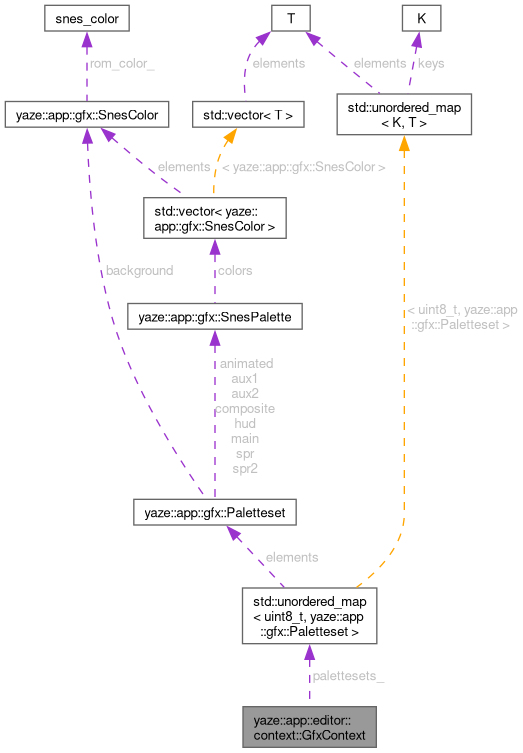 snes_color
T
K
rom_color_
elements
elements
keys
yaze::app::gfx::SnesColor
std::vector< T >
std::unordered_map
< K, T >
elements
< yaze::app::gfx::SnesColor >
std::vector< yaze::
app::gfx::SnesColor >
background
colors
yaze::app::gfx::SnesPalette
< uint8_t, yaze::app
::gfx::Paletteset >
animated
aux1
aux2
composite
hud
main
spr
spr2
yaze::app::gfx::Paletteset
elements
std::unordered_map
< uint8_t, yaze::app
::gfx::Paletteset >
palettesets_
yaze::app::editor::
context::GfxContext